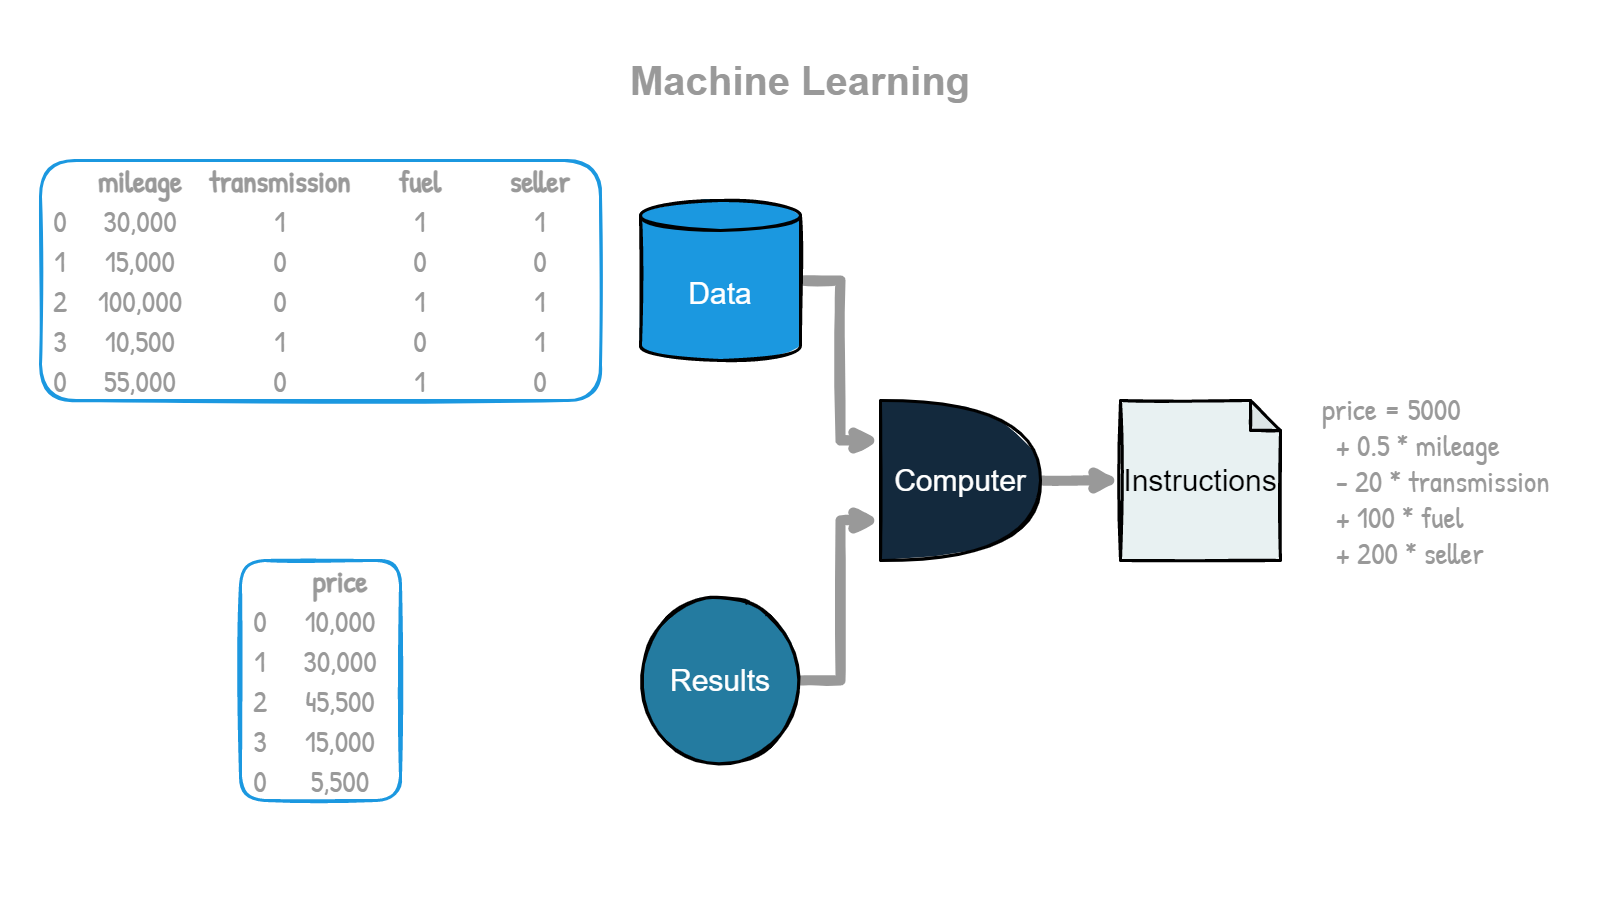 Machine Learning
mileage transmission fuel seller
0 30,000 1 1 1
1 15,000 0 0 0
2 100,000 0 1 1
3 10,500 1 0 1
0 55,000 0 1 0
Data
Computer
Instructions
price = 5000
+ 0.5 * mileage
- 20 * transmission
+ 100 * fuel
+ 200 * seller
price
0 10,000
1 30,000
2 45,500
3 15,000
0 5,500
Results